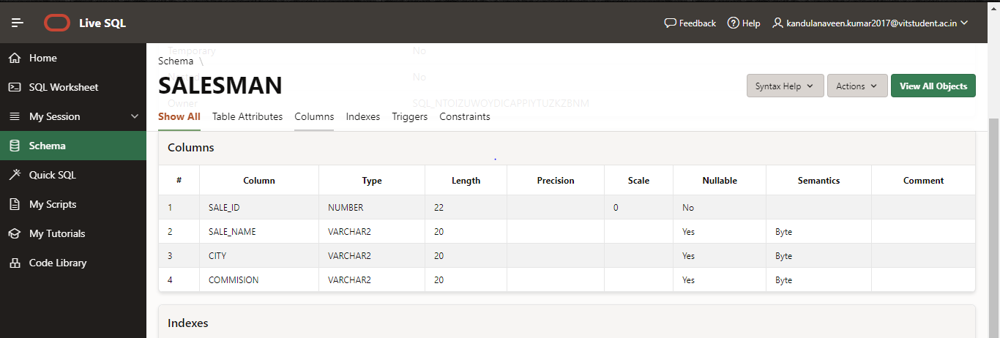 Live SQL
Feedback
Help
kandulanaveen.kumar2017@vitstudent.ac.in
Home
SQL Worksheet
My Session
Schema
Quick SQL
My Scripts
My Tutorials
Code Library
Temporary No
Schema \
No
SALESMAN
Owner
Syntax Help
Actions
View All Objects
Show All Table Attributes Columns Indexes Triggers Constraints
Columns
# Column Type Length Precision Scale Nullable Semantics Comment
1 SALE_ID NUMBER 22 0 No
2 SALE_NAME VARCHAR2 20 Yes Byte
3 CITY VARCHAR2 20 Yes Byte
4 COMMISION VARCHAR2 20 Yes Byte
Indexes